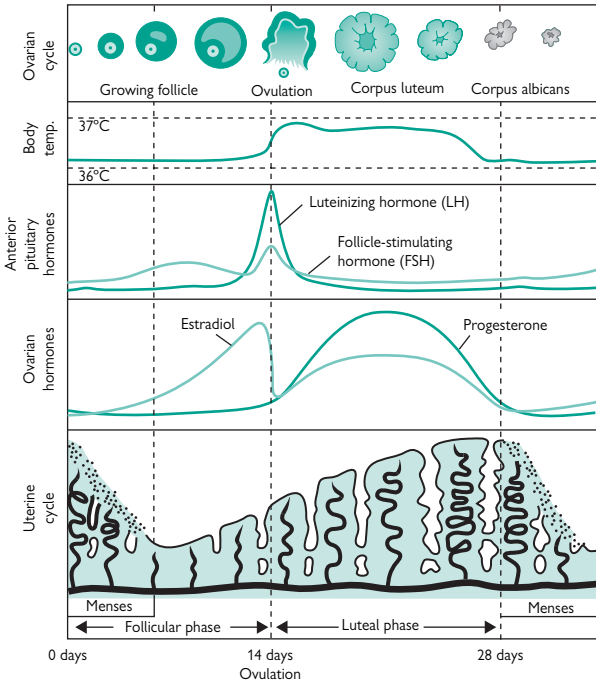 Ovarian
cycle
Growing follicle
Ovulation
Corpus luteum
Corpus albicans
Body
temp.
37°C
36°C
Anterior
pituitary
hormones
Luteinizing hormone (LH)
Follicle-stimulating
hormone (FSH)
Ovarian
hormones
Estradiol
Progesterone
Uterine
cycle
Menses
Menses
Follicular phase
Luteal phase
0 days
14 days
28 days
Ovulation